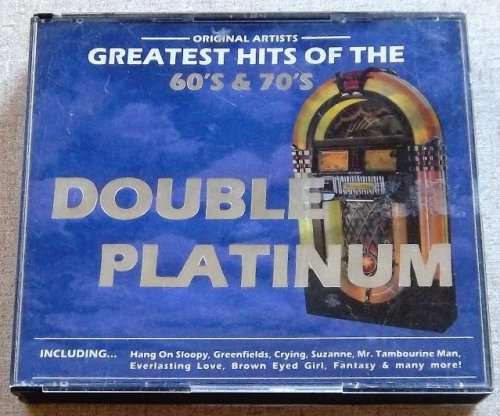 ORIGINAL ARTISTS
GREATEST HITS OF THE
60'S & 70'S
DOUBLE
PLATINUM
INCLUDING... Hang On Sloopy, Greenfields, Crying, Suzanne, Mr. Tambourine Man,
Everlasting Love, Brown Eyed Girl, Fantasy & many more!